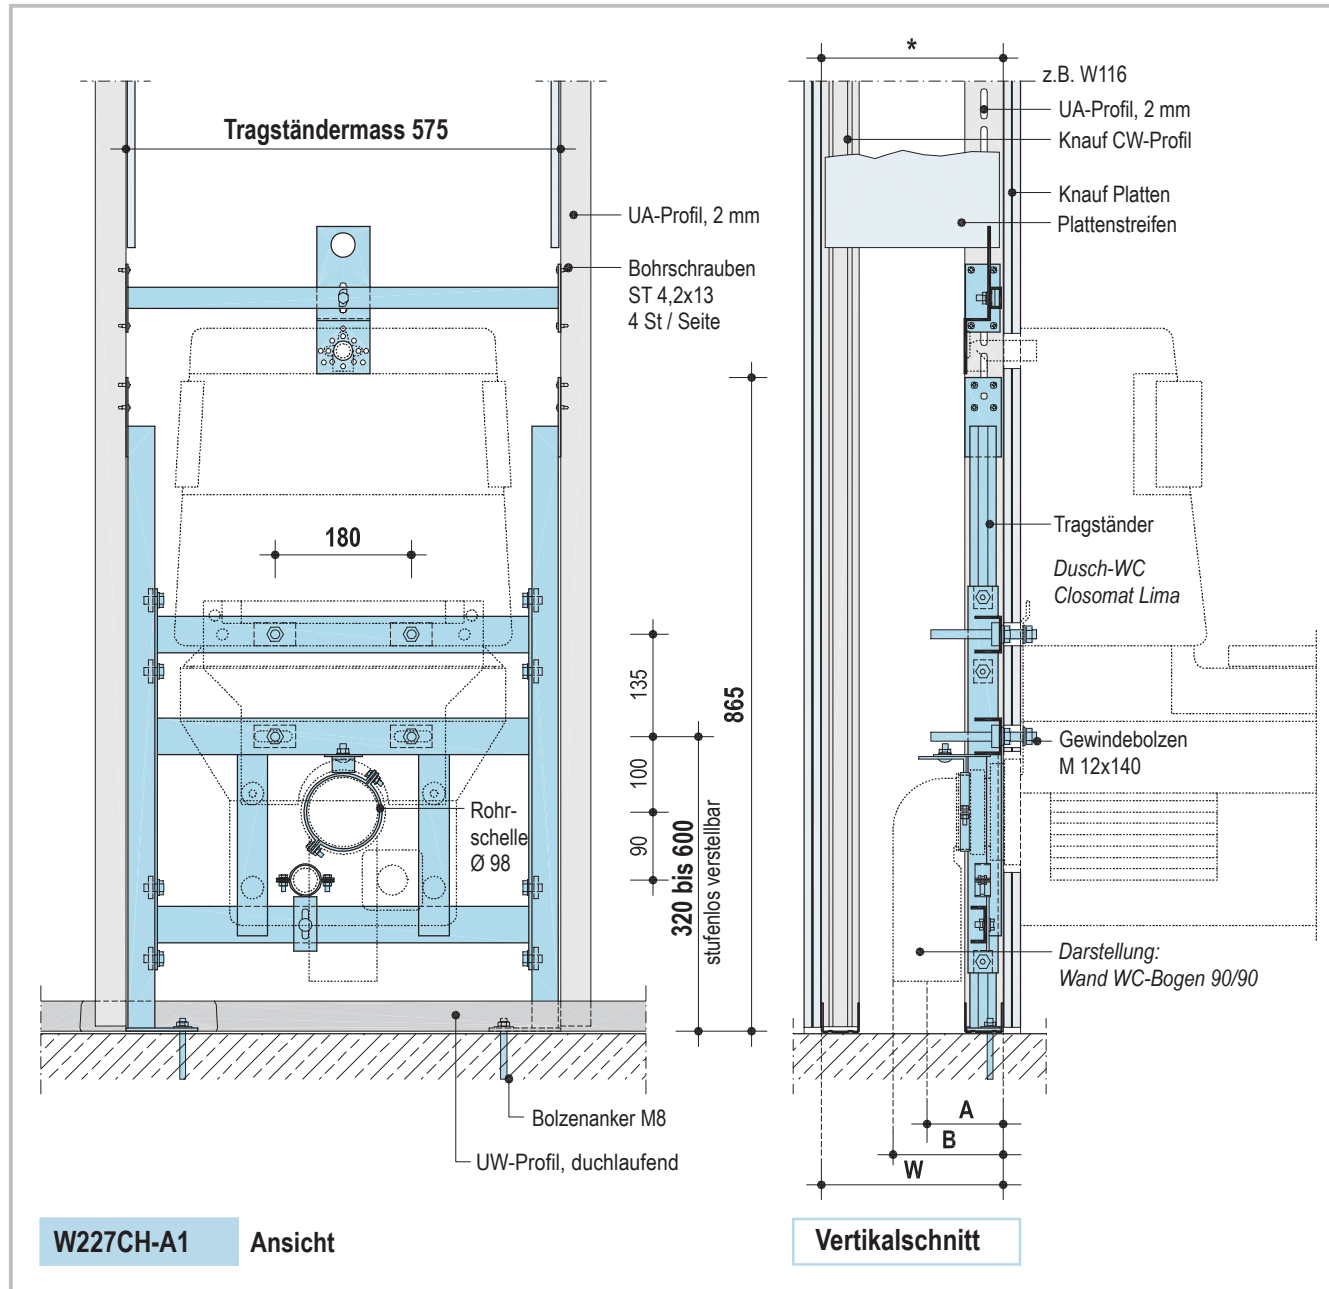 Tragständermass 575
UA-Profil, 2 mm
Bohrschrauben
ST 4,2x13
4 St / Seite
180
135
100
90
865
320 bis 600
stufenlos verstellbar
Rohr-
schelle
Ø 98
Bolzenanker M8
UW-Profil, duchlaufend
W227CH-A1
Ansicht
*
z.B. W116
UA-Profil, 2 mm
Knauf CW-Profil
Knauf Platten
Plattenstreifen
Tragständer
Dusch-WC
Closomat Lima
Gewindebolzen
M 12x140
Darstellung:
Wand WC-Bogen 90/90
A
B
W
Vertikalschnitt